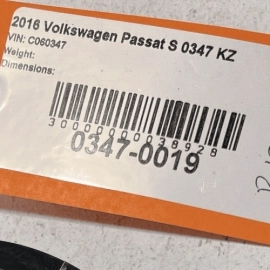 2016 Volkswagen Passat S 0347 KZ
VIN: C060347
Weight:
Dimensions:
3000000038928
0347-0019